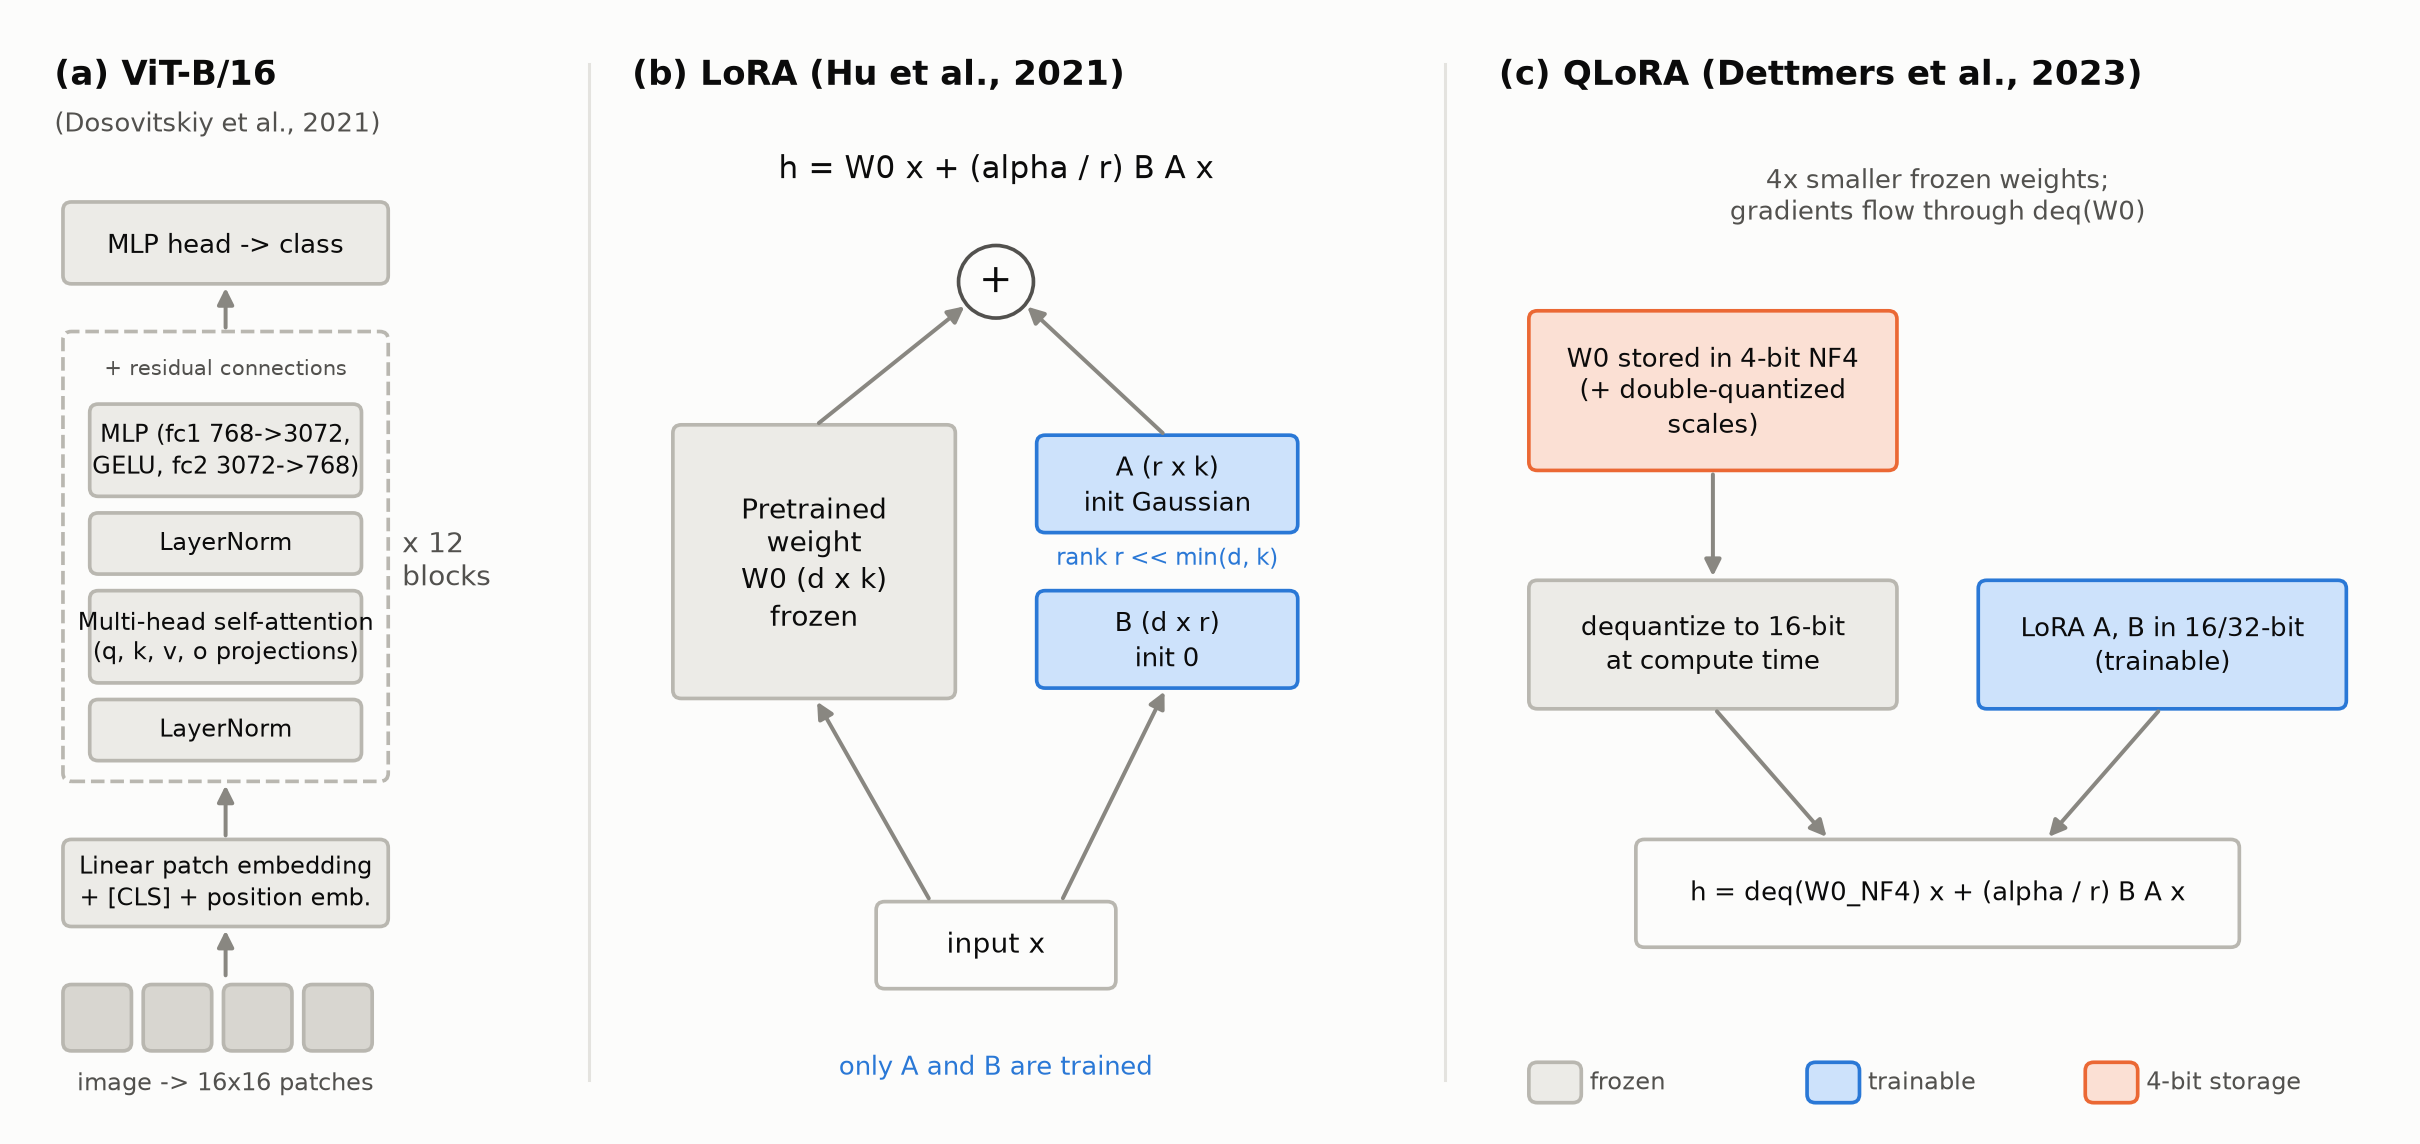 (a) ViT-B/16
(Dosovitskiy et al., 2021)
MLP head -> class
+ residual connections
MLP (fc1 768->3072,
GELU, fc2 3072->768)
LayerNorm
Multi-head self-attention
(q, k, v, o projections)
LayerNorm
x 12
blocks
Linear patch embedding
+ [CLS] + position emb.
image -> 16x16 patches
(b) LoRA (Hu et al., 2021)
h = W0 x + (alpha / r) B A x
+
Pretrained
weight
W0 (d x k)
frozen
A (r x k)
init Gaussian
rank r << min(d, k)
B (d x r)
init 0
input x
only A and B are trained
(c) QLoRA (Dettmers et al., 2023)
4x smaller frozen weights;
gradients flow through deq(W0)
W0 stored in 4-bit NF4
(+ double-quantized
scales)
dequantize to 16-bit
at compute time
LoRA A, B in 16/32-bit
(trainable)
h = deq(W0_NF4) x + (alpha / r) B A x
frozen
trainable
4-bit storage